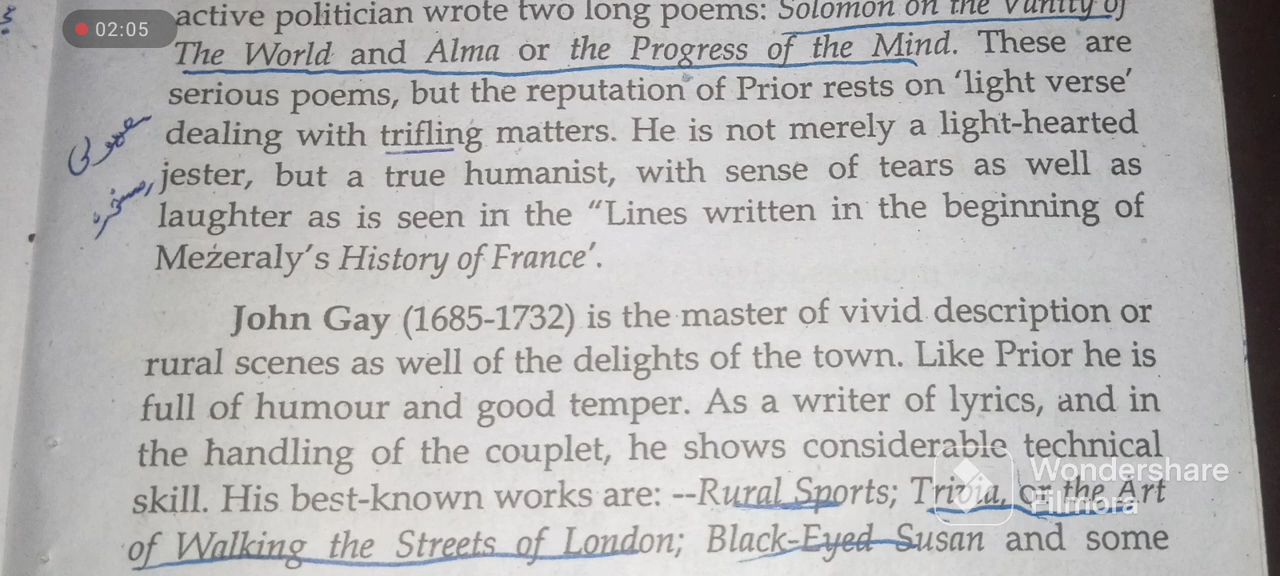 02:05
active politician wrote two long poems: Solomon on the Vanity of
The World and Alma or the Progress of the Mind. These are
serious poems, but the reputation of Prior rests on 'light verse'
dealing with trifling matters. He is not merely a light-hearted
معمولی
jester, but a true humanist, with sense of tears as well as
مسخرہ
laughter as is seen in the "Lines written in the beginning of
Meżeraly's History of France'.
John Gay (1685-1732) is the master of vivid description or
rural scenes as well of the delights of the town. Like Prior he is
full of humour and good temper. As a writer of lyrics, and in
the handling of the couplet, he shows considerable technical
skill. His best-known works are: --Rural Sports; Trivia, or the Art
of Walking the Streets of London; Black-Eyed Susan and some
Wondershare
Filmora